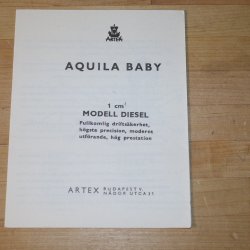 ARTEX
AQUILA BABY
1 cm³
MODELL DIESEL
Fullkomlig driftsäkerhet,
högsta precision, moderna
utförande, hög prestation
ARTEX BUDAPEST V.
NÁDOR UTCA 31